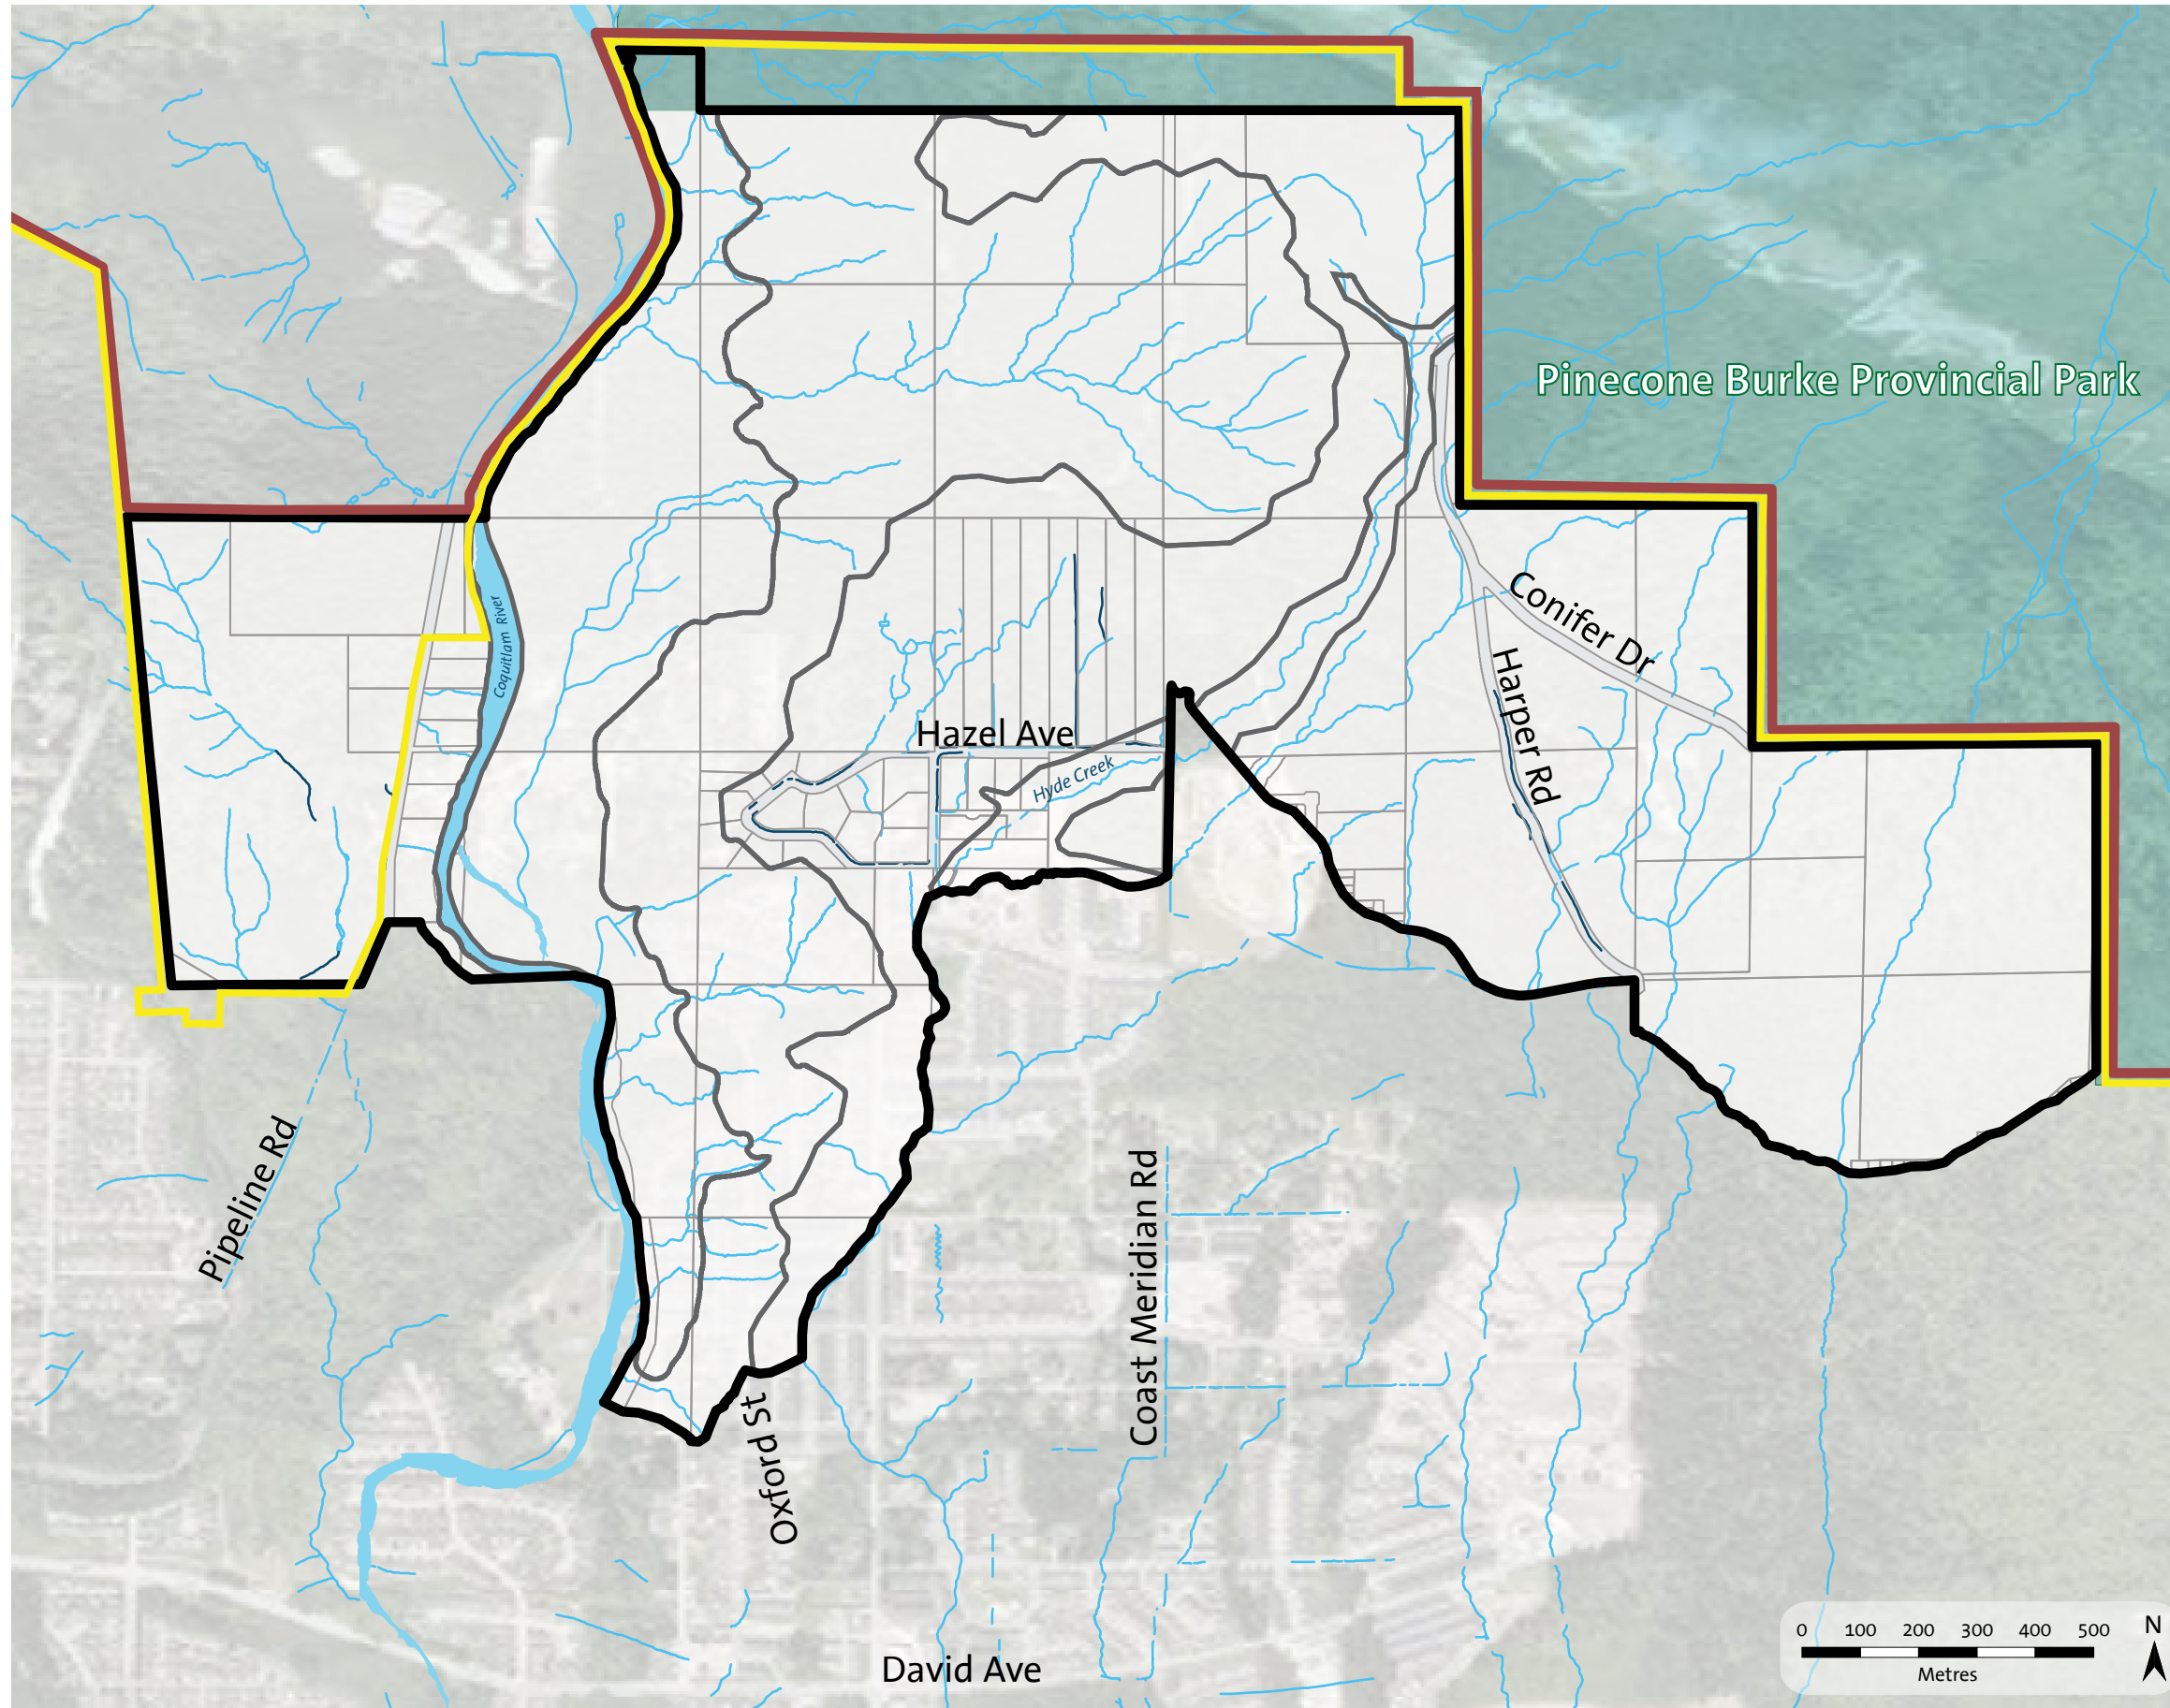 Pinecone Burke Provincial Park
Conifer Dr
Coquitlam River
Harper Rd
Hazel Ave
Hyde Creek
Pipeline Rd
Coast Meridian Rd
Oxford St
David Ave
0 100 200 300 400 500
Metres
N